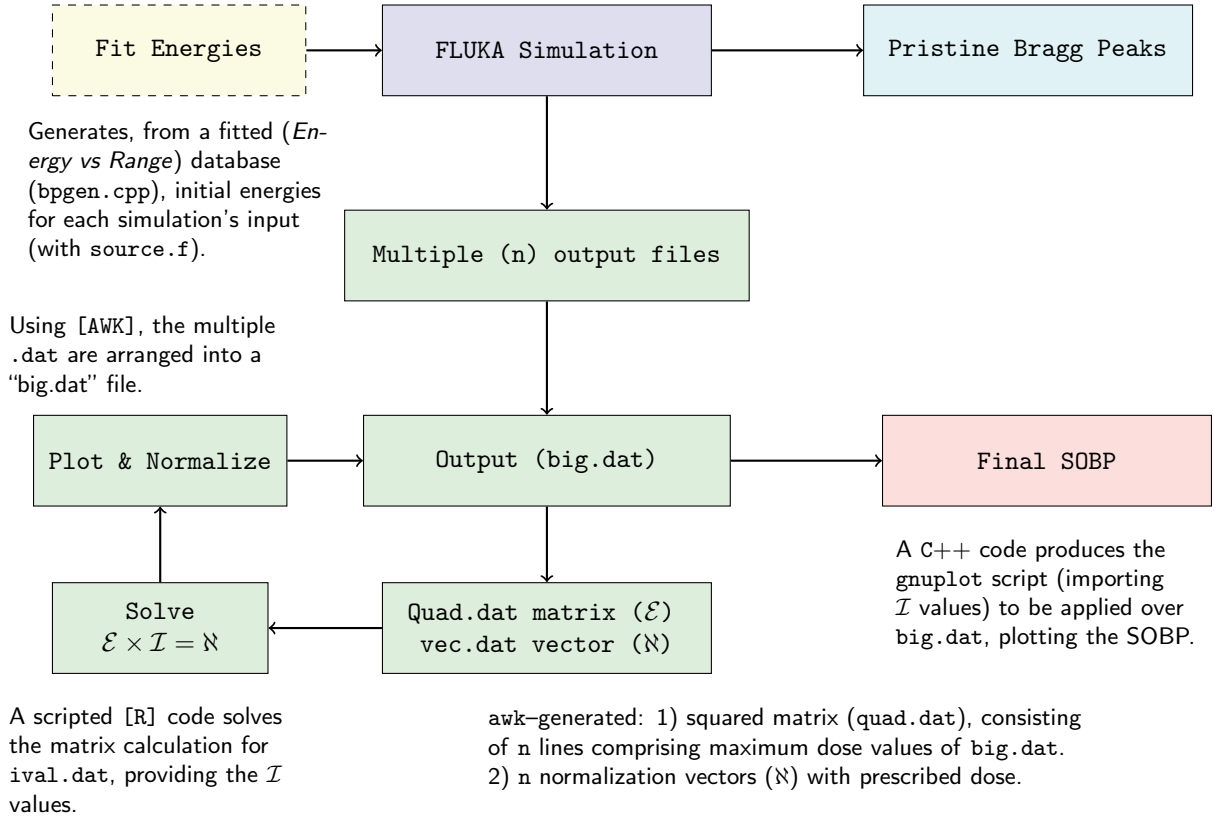 Fit Energies
FLUKA Simulation
Pristine Bragg Peaks
Generates, from a fitted (En-
ergy vs Range) database
(bpgen.cpp), initial energies
for each simulation's input
(with source.f).
Multiple (n) output files
Using [AWK], the multiple
.dat are arranged into a
“big.dat” file.
Plot & Normalize
Output (big.dat)
Final SOBP
A C++ code produces the
gnuplot script (importing
ℐ values) to be applied over
big.dat, plotting the SOBP.
Solve
ℰ × ℐ = ℵ
Quad.dat matrix (ℰ)
vec.dat vector (ℵ)
A scripted [R] code solves
the matrix calculation for
ival.dat, providing the ℐ
values.
awk–generated: 1) squared matrix (quad.dat), consisting
of n lines comprising maximum dose values of big.dat.
2) n normalization vectors (ℵ) with prescribed dose.